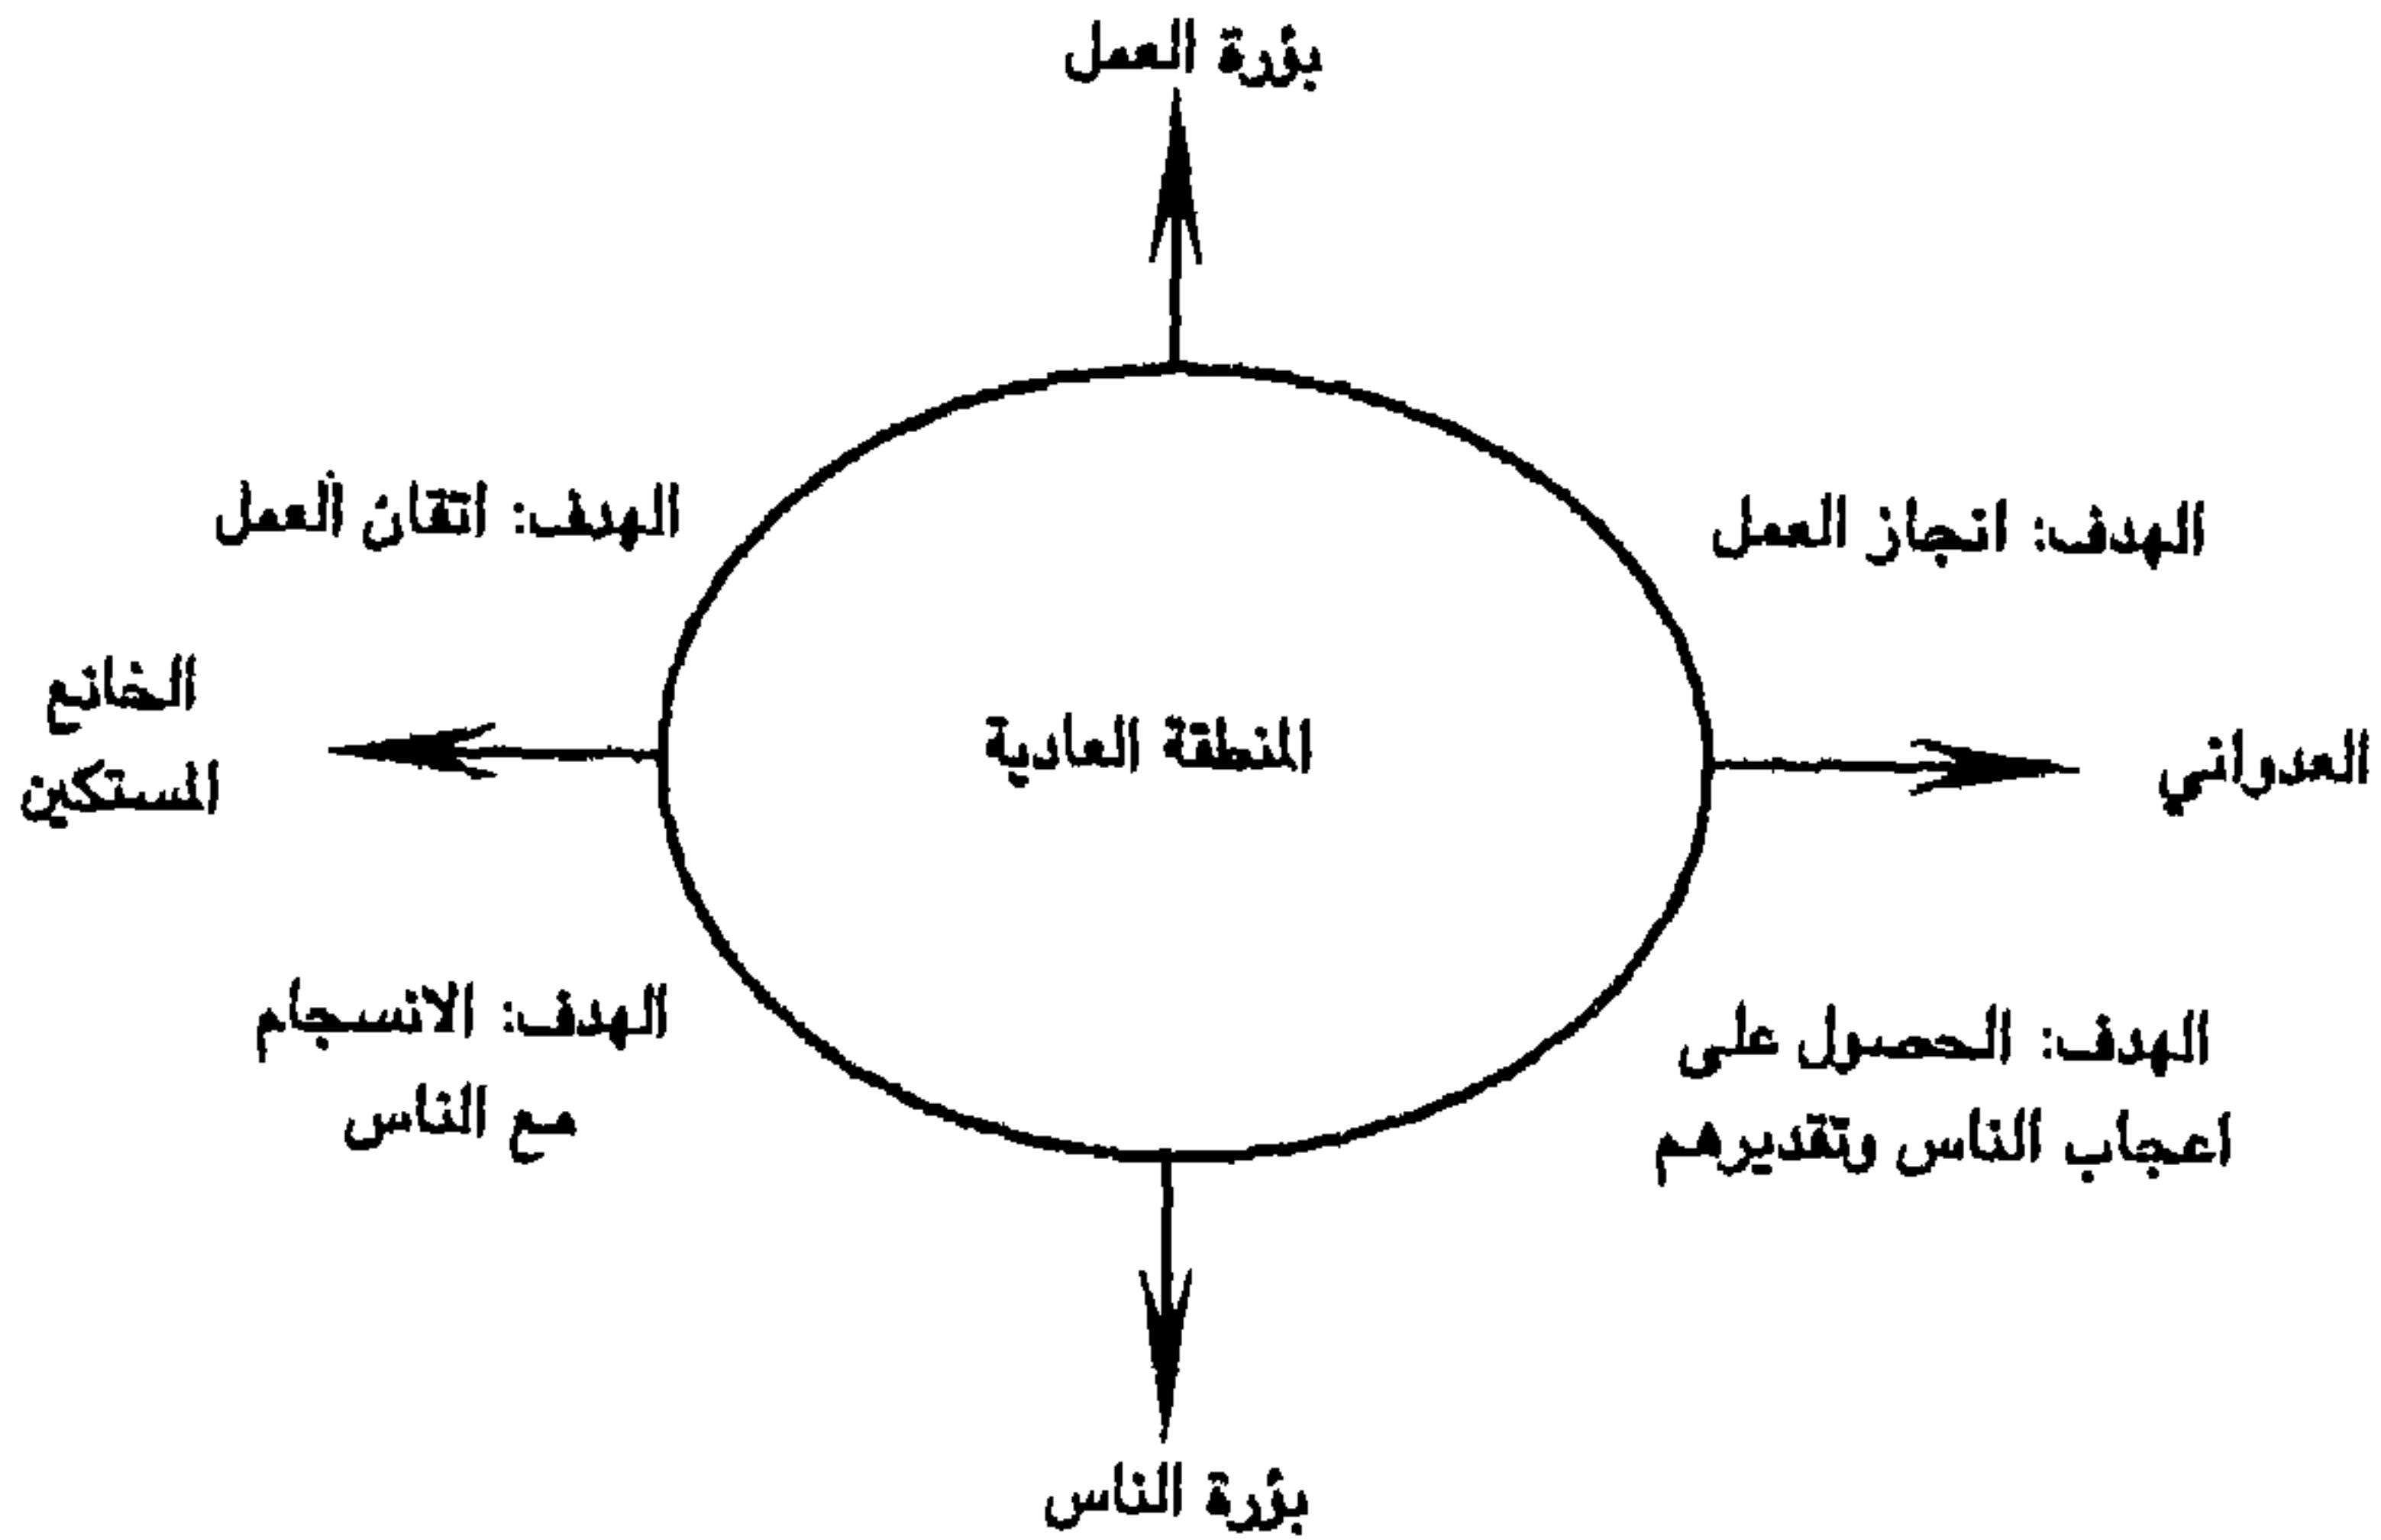 بؤرة العمل
الهدف: انجاز العمل
الهدف: اتقان العمل
العدواني
المنطقة العادية
الخانع
المستكين
الهدف: الحصول على
اعجاب الناس وتقديرهم
الهدف: الانسجام
مع الناس
بؤرة الناس